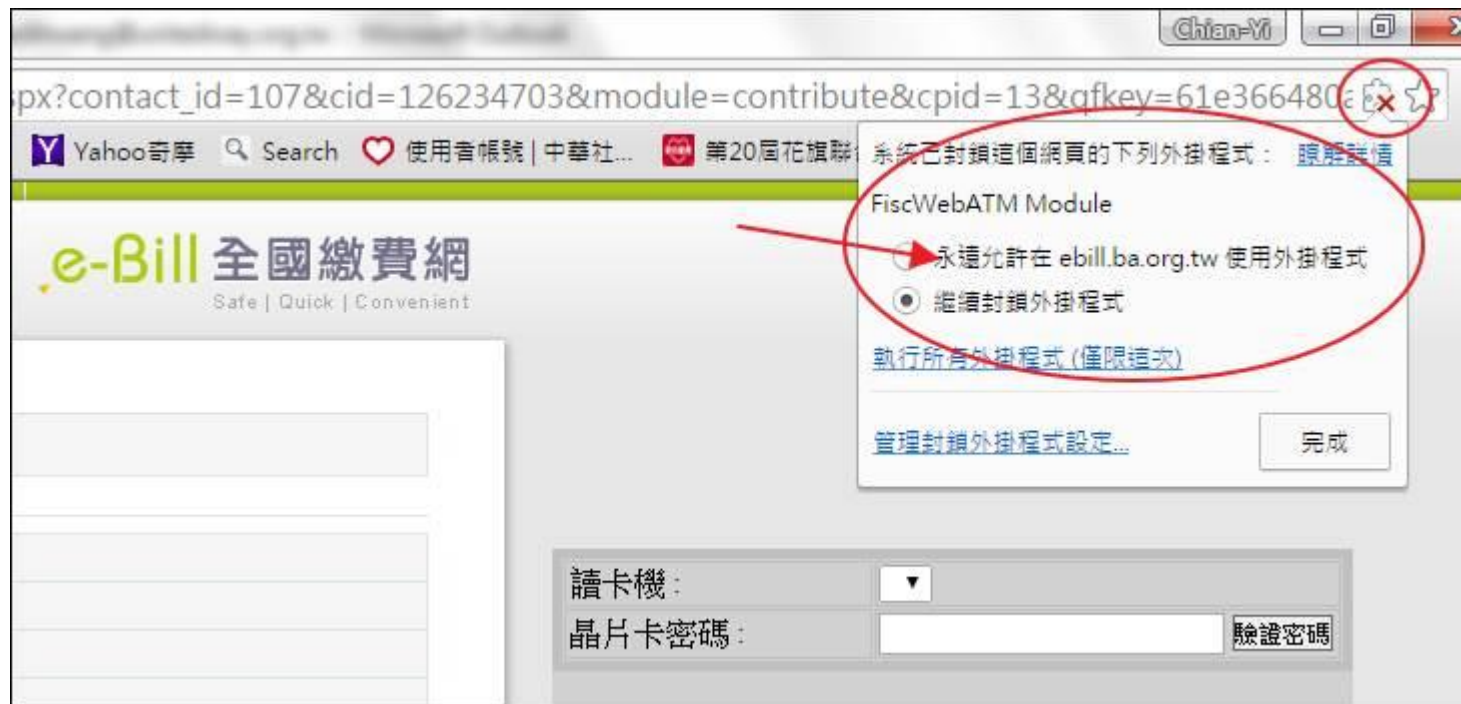 Chian-Yi
spx?contact_id=107&cid=126234703&module=contribute&cpid=13&qfkey=61e366480a
Yahoo奇摩 Search 使用者帳號 | 中華社... 第20屆花旗聯
系統已封鎖這個網頁的下列外掛程式： 瞭解詳情
FiscWebATM Module
永遠允許在 ebill.ba.org.tw 使用外掛程式
繼續封鎖外掛程式
執行所有外掛程式 (僅限這次)
管理封鎖外掛程式設定...
完成
e-Bill 全國繳費網
Safe | Quick | Convenient
讀卡機：
晶片卡密碼：
驗證密碼